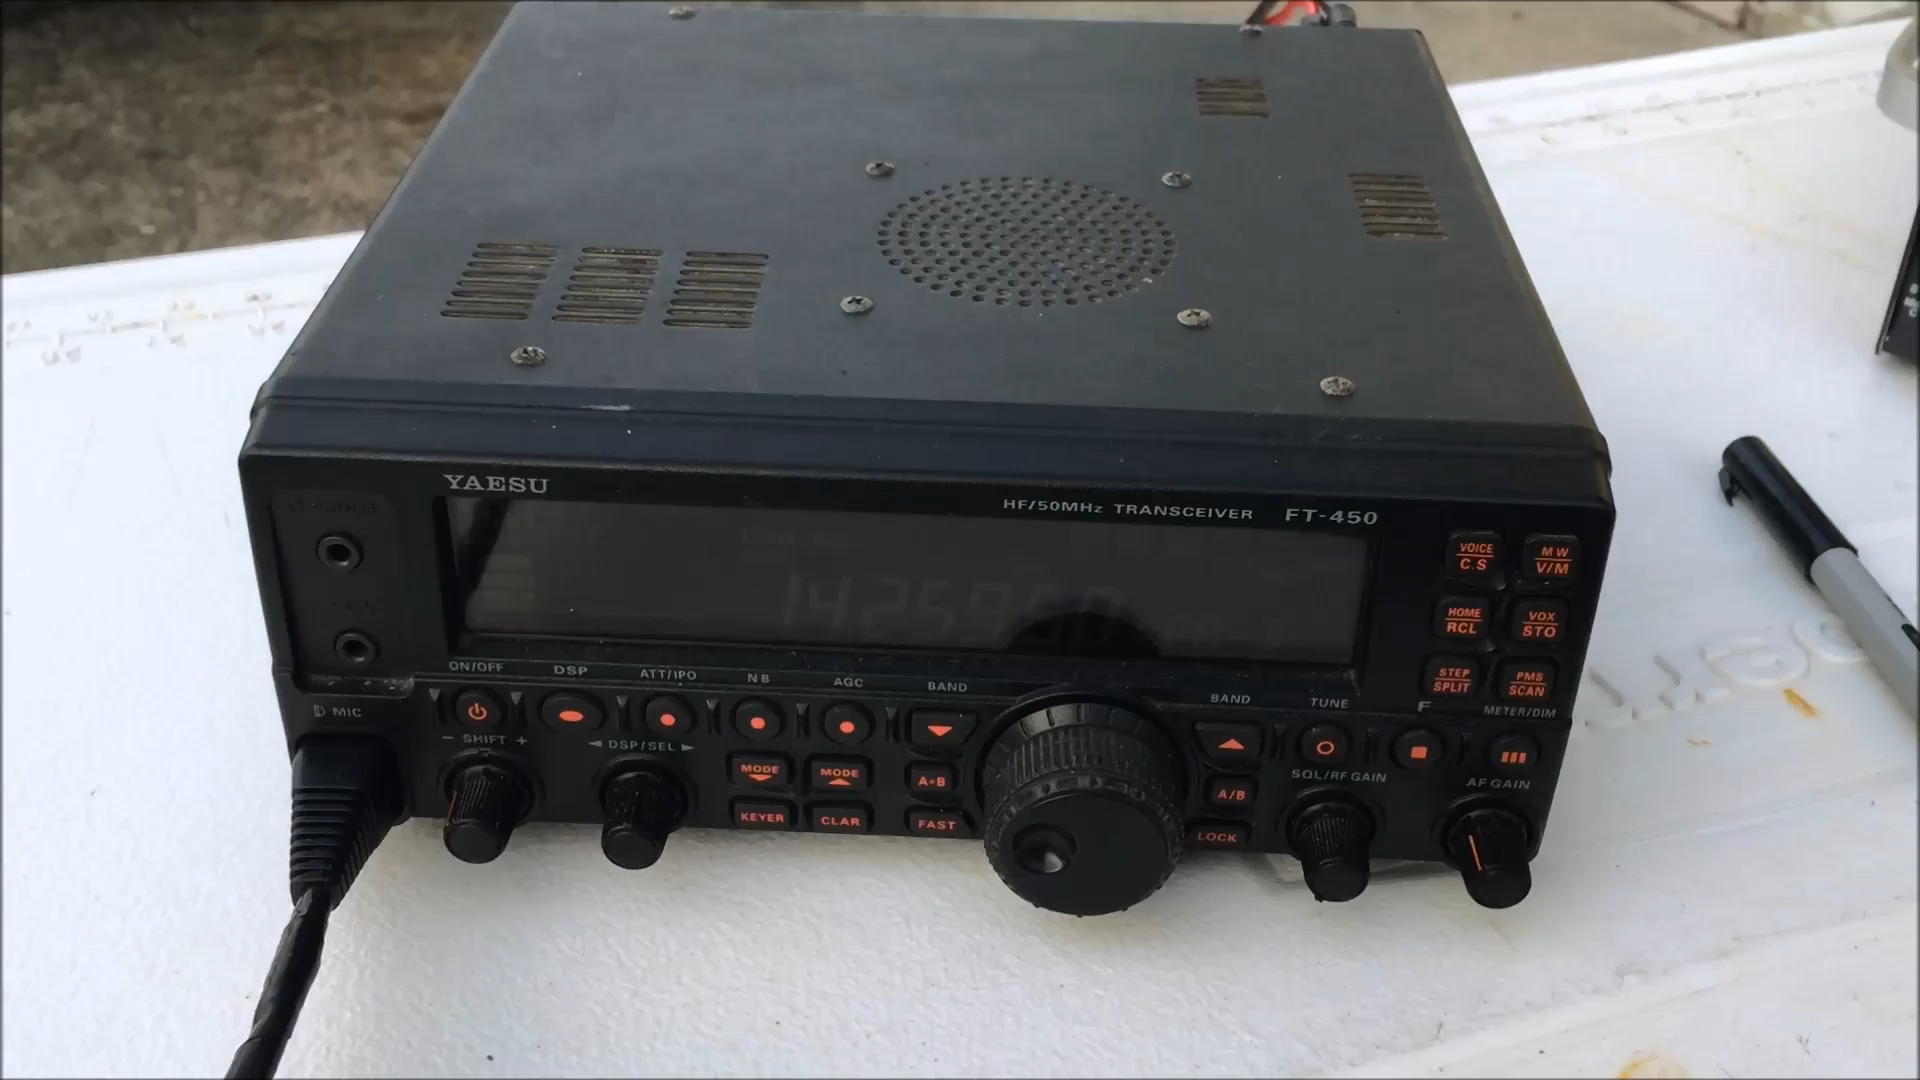 YAESU
HF/50MHz TRANSCEIVER FT-450
VOICE C.S
MW V/M
HOME RCL
VOX STO
STEP SPLIT
PMS SCAN
ON/OFF
DSP
ATT/IPO
NB
AGC
BAND
BAND
TUNE
F
METER/DIM
MIC
- SHIFT +
◄ DSP/SEL ►
MODE
MODE
A=B
A/B
SQL/RF GAIN
AF GAIN
KEYER
CLAR
FAST
LOCK